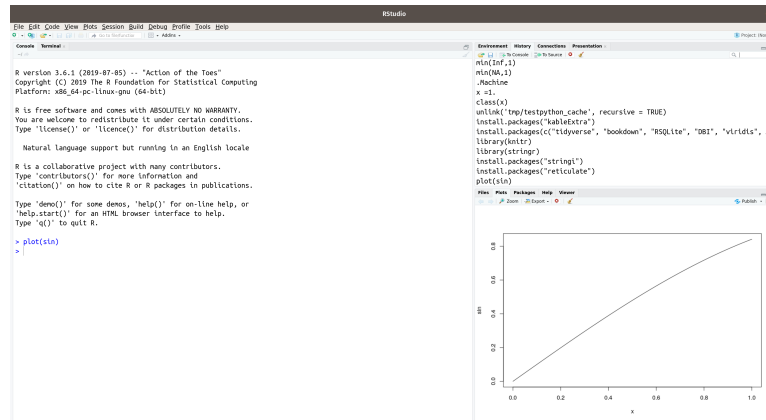 RStudio
File Edit Code View Plots Session Build Debug Profile Tools Help
Go to file/function Addins Project: (None
Console Terminal
R version 3.6.1 (2019-07-05) -- "Action of the Toes"
Copyright (C) 2019 The R Foundation for Statistical Computing
Platform: x86_64-pc-linux-gnu (64-bit)
R is free software and comes with ABSOLUTELY NO WARRANTY.
You are welcome to redistribute it under certain conditions.
Type 'license()' or 'licence()' for distribution details.
Natural language support but running in an English locale
R is a collaborative project with many contributors.
Type 'contributors()' for more information and
'citation()' on how to cite R or R packages in publications.
Type 'demo()' for some demos, 'help()' for on-line help, or
'help.start()' for an HTML browser interface to help.
Type 'q()' to quit R.
> plot(sin)
>
Environment History Connections Presentation
To Console To Source
min(Inf,1)
min(NA,1)
.Machine
x =1.
class(x)
unlink('tmp/testpython_cache', recursive = TRUE)
install.packages("kableExtra")
install.packages(c("tidyverse", "bookdown", "RSQLite", "DBI", "viridis",
library(knitr)
library(stringr)
install.packages("stringi")
install.packages("reticulate")
plot(sin)
Files Plots Packages Help Viewer
Zoom Export Publish
sin
0.8
0.6
0.4
0.2
0.0
0.0 0.2 0.4 0.6 0.8 1.0
x